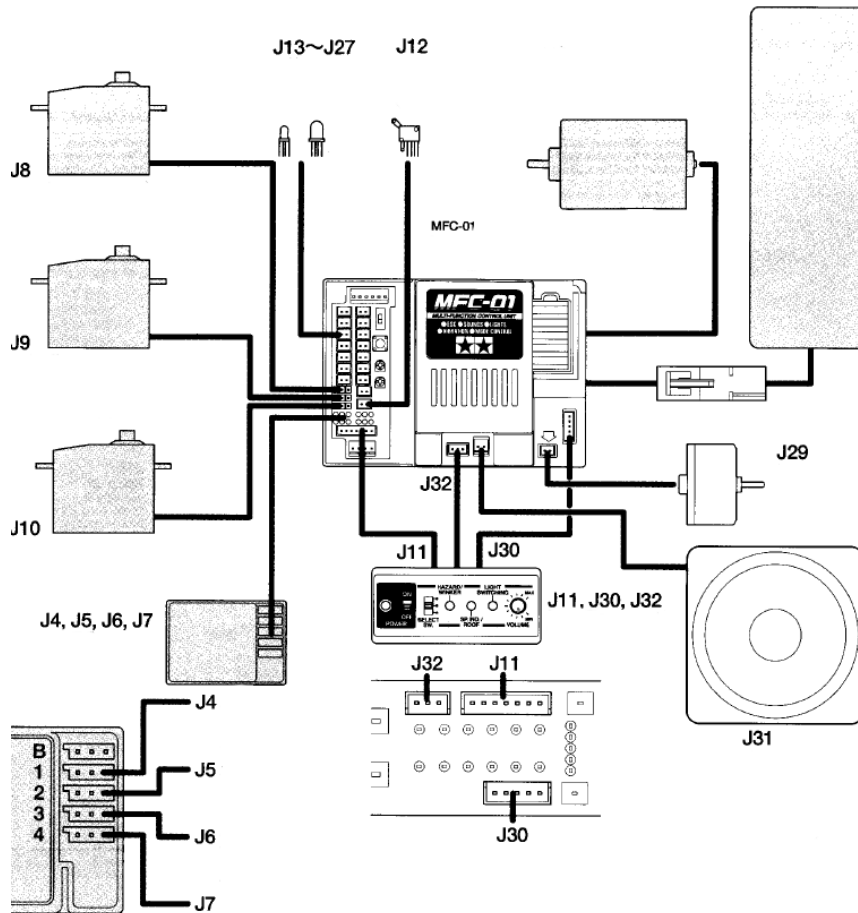 J13～J27
J12
J8
MFC-01
MFC-01
MULTI-FUNCTION CONTROL UNIT
●ESC ●SOUNDS ●LIGHTS
●VIBRATION ●MODE CONTROL
J9
J10
J32
J29
J11
J30
ON
OFF
POWER
HAZARD/
WINKER
LIGHT
SWITCHING
SELECT
SW.
SP.IND./
ROOF
MAX
MIN
VOLUME
J11, J30, J32
J4, J5, J6, J7
J32
J11
J30
J31
B
1
2
3
4
J4
J5
J6
J7